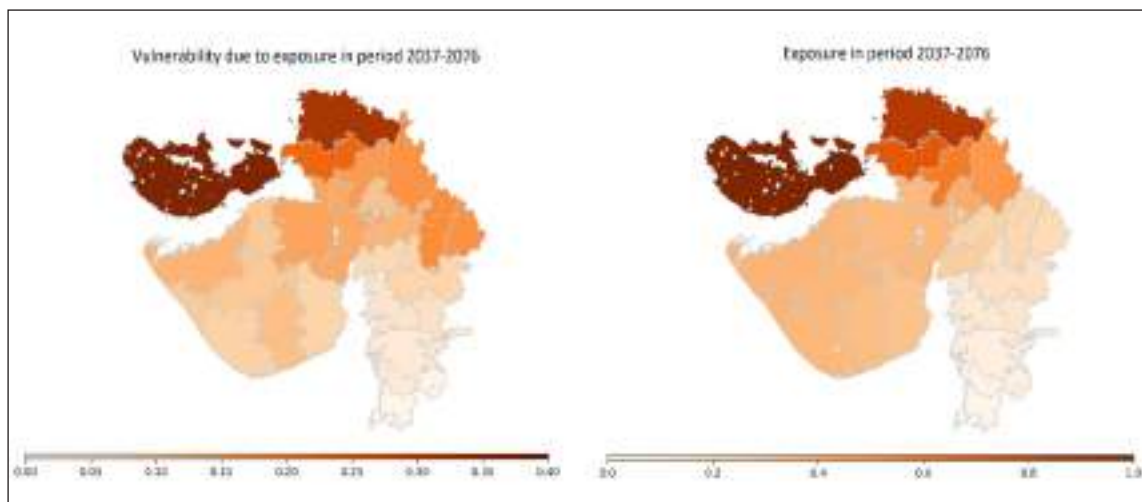 Vulnerability due to exposure in period 2037-2076
Exposure in period 2037-2076
0.00 0.05 0.10 0.15 0.20 0.25 0.30 0.35 0.40
0.0 0.2 0.4 0.6 0.8 1.0